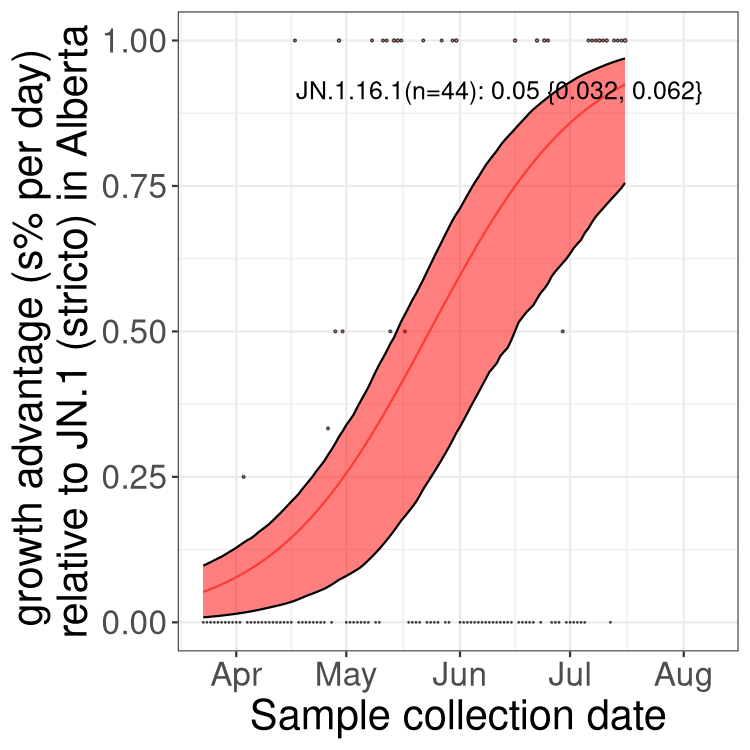 growth advantage (s% per day)
relative to JN.1 (stricto) in Alberta
1.00
0.75
0.50
0.25
0.00
JN.1.16.1(n=44): 0.05 {0.032, 0.062}
Apr May Jun Jul Aug
Sample collection date